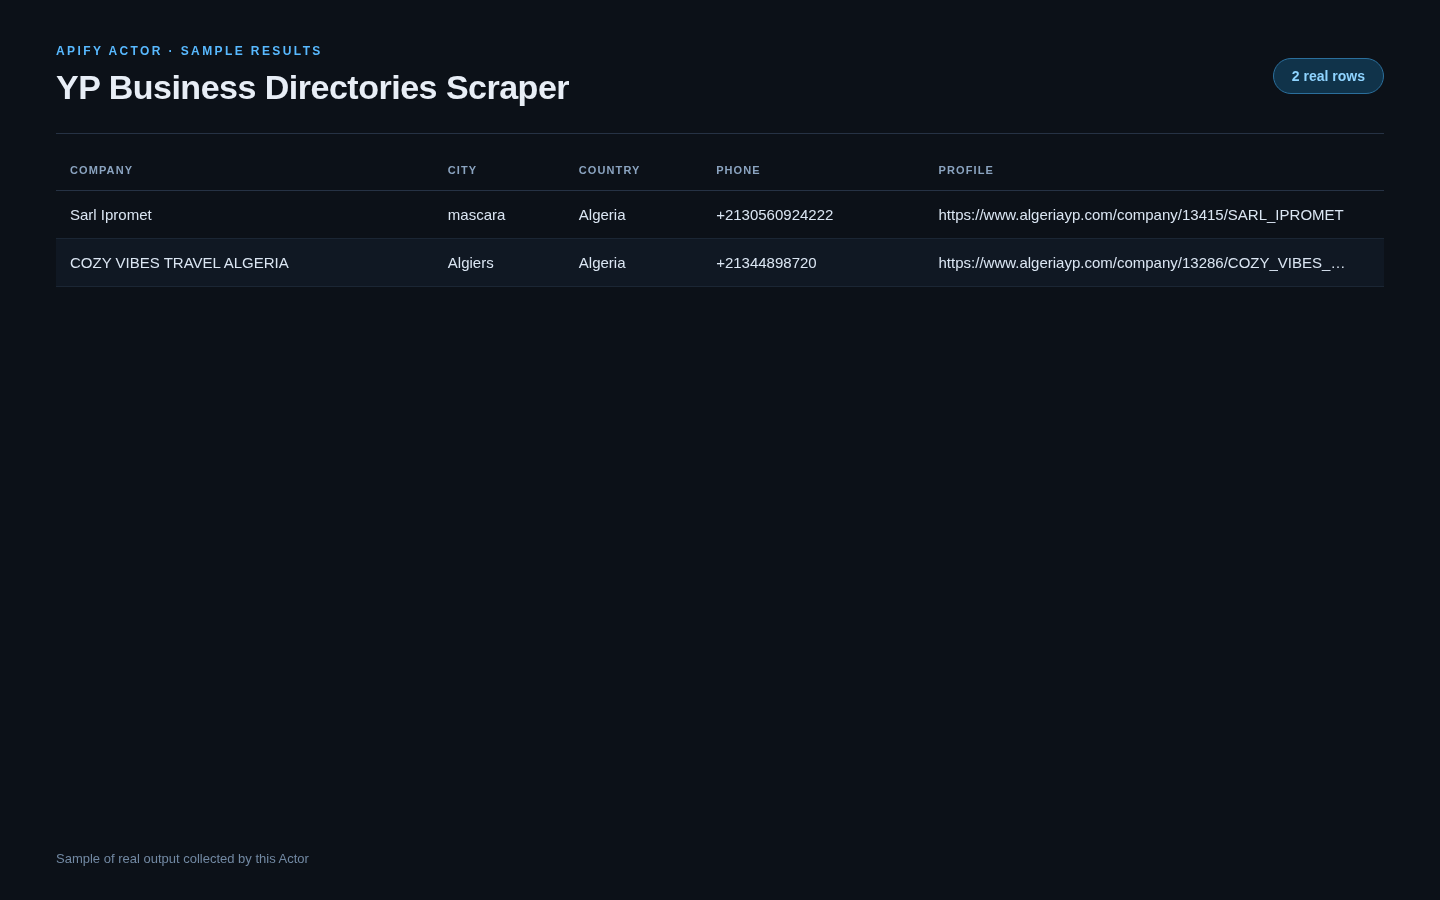 APIFY ACTOR · SAMPLE RESULTS
YP Business Directories Scraper
2 real rows
COMPANY CITY COUNTRY PHONE PROFILE
Sarl Ipromet mascara Algeria +2130560924222 https://www.algeriayp.com/company/13415/SARL_IPROMET
COZY VIBES TRAVEL ALGERIA Algiers Algeria +21344898720 https://www.algeriayp.com/company/13286/COZY_VIBES_…
Sample of real output collected by this Actor